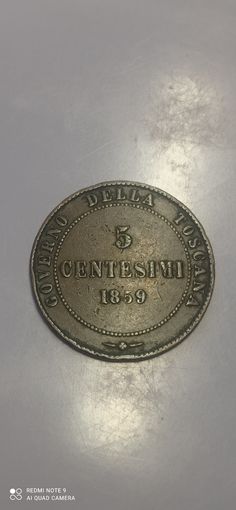 GOVERNO DELLA TOSCANA
5
CENTESIMI
1859
REDMI NOTE 9
AI QUAD CAMERA